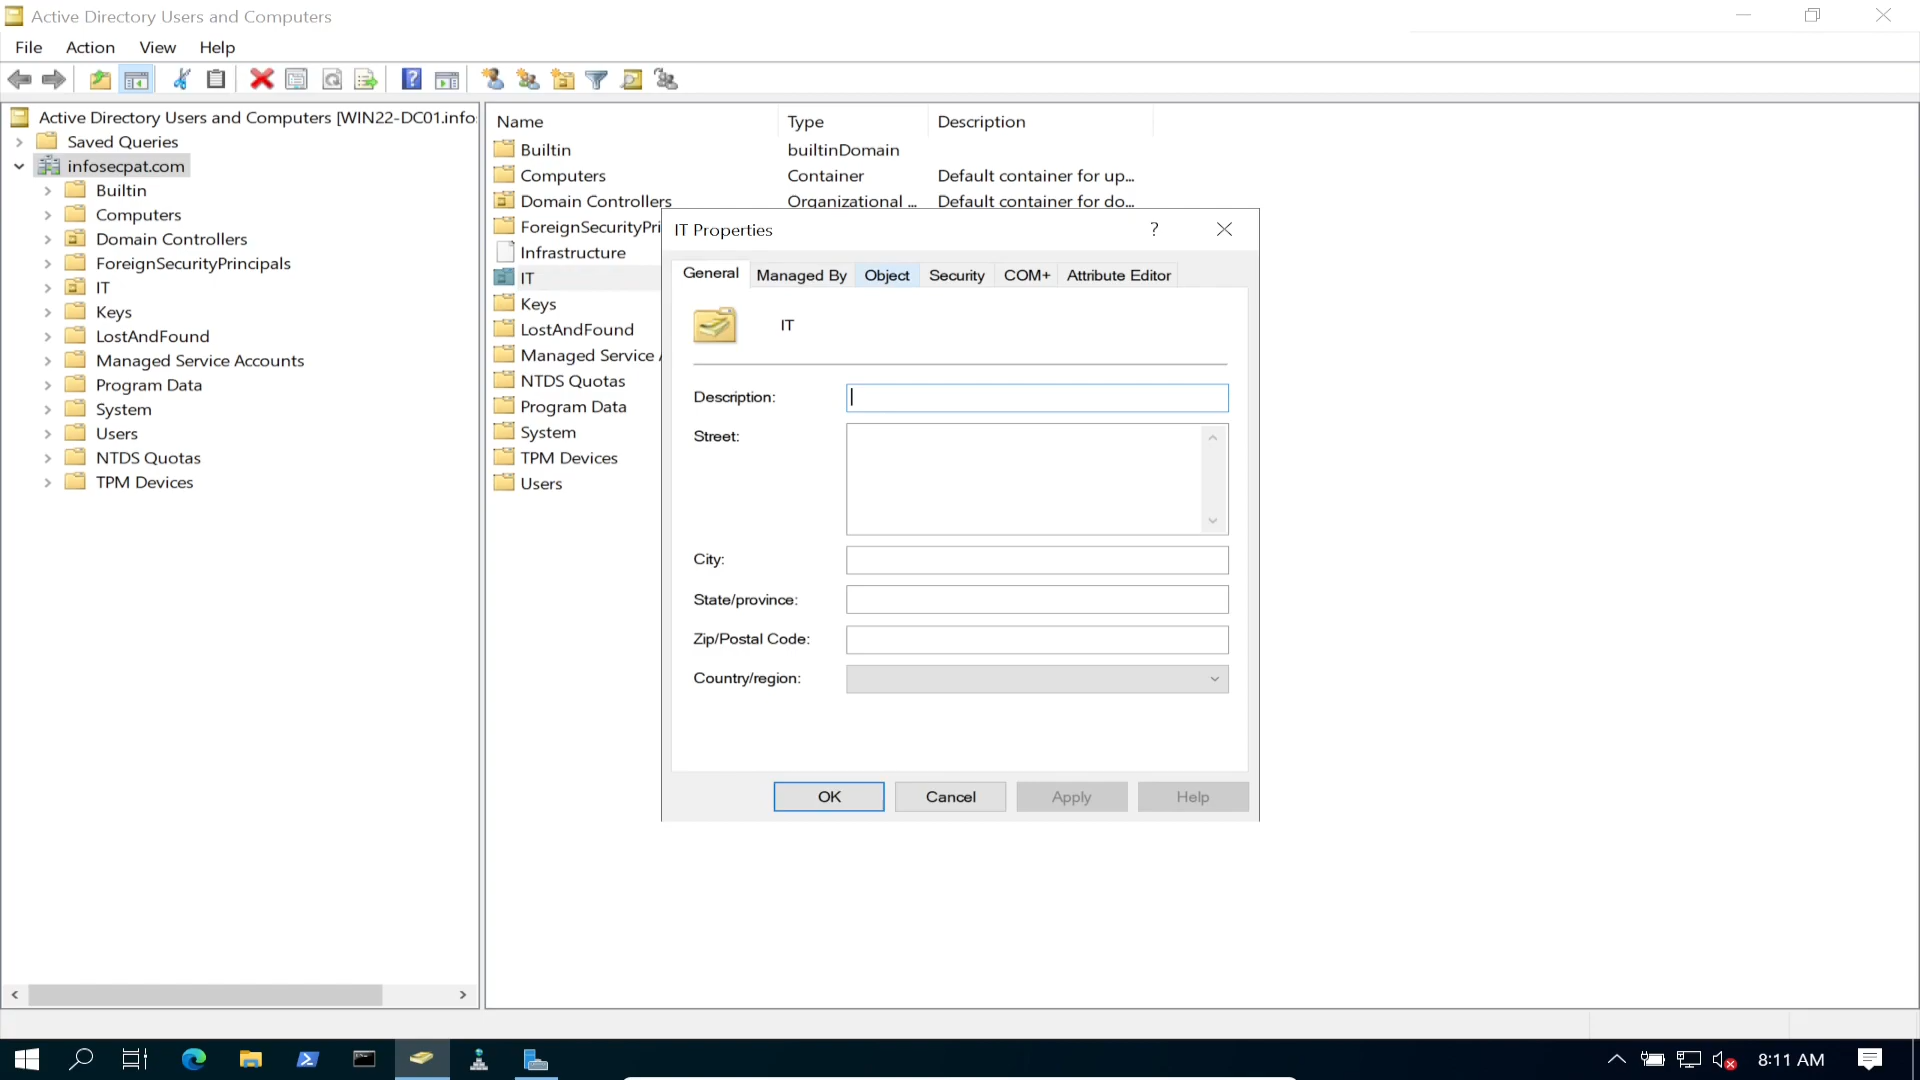 Active Directory Users and Computers
File Action View Help
Active Directory Users and Computers [WIN22-DC01.info
Saved Queries
infosecpat.com
Builtin
Computers
Domain Controllers
ForeignSecurityPrincipals
IT
Keys
LostAndFound
Managed Service Accounts
Program Data
System
Users
NTDS Quotas
TPM Devices
Name Type Description
Builtin builtinDomain
Computers Container Default container for up...
Domain Controllers Organizational ... Default container for do...
ForeignSecurityPri
Infrastructure
IT
Keys
LostAndFound
Managed Service A
NTDS Quotas
Program Data
System
TPM Devices
Users
IT Properties ?
General Managed By Object Security COM+ Attribute Editor
IT
Description:
Street:
City:
State/province:
Zip/Postal Code:
Country/region:
OK Cancel Apply Help
8:11 AM